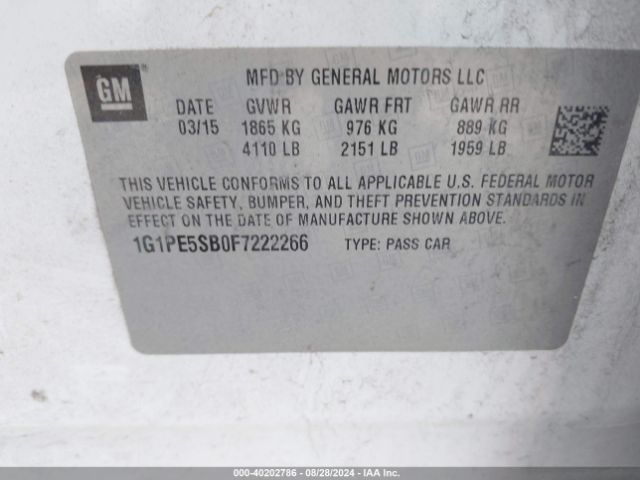 GM
MFD BY GENERAL MOTORS LLC
DATE GVWR GAWR FRT GAWR RR
03/15 1865 KG 976 KG 889 KG
4110 LB 2151 LB 1959 LB
THIS VEHICLE CONFORMS TO ALL APPLICABLE U.S. FEDERAL MOTOR
VEHICLE SAFETY, BUMPER, AND THEFT PREVENTION STANDARDS IN
EFFECT ON THE DATE OF MANUFACTURE SHOWN ABOVE.
1G1PE5SB0F7222266 TYPE: PASS CAR
000-40202786 - 08/28/2024 - IAA Inc.